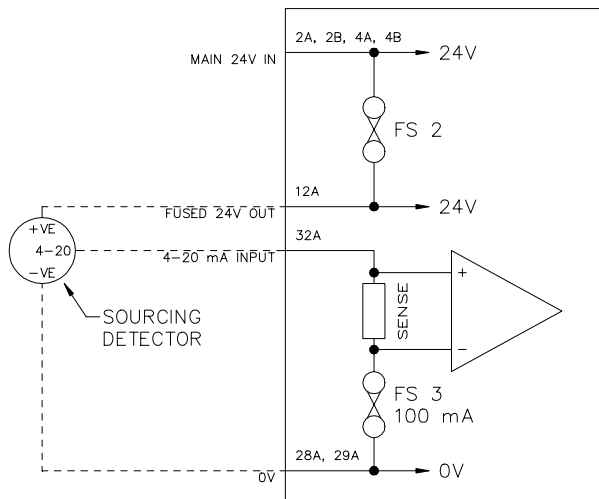 2A, 2B, 4A, 4B
MAIN 24V IN
24V
FS 2
12A
FUSED 24V OUT
24V
+VE
32A
4-20
4-20 mA INPUT
-VE
+
SENSE
-
SOURCING
DETECTOR
FS 3
100 mA
28A, 29A
0V
0V